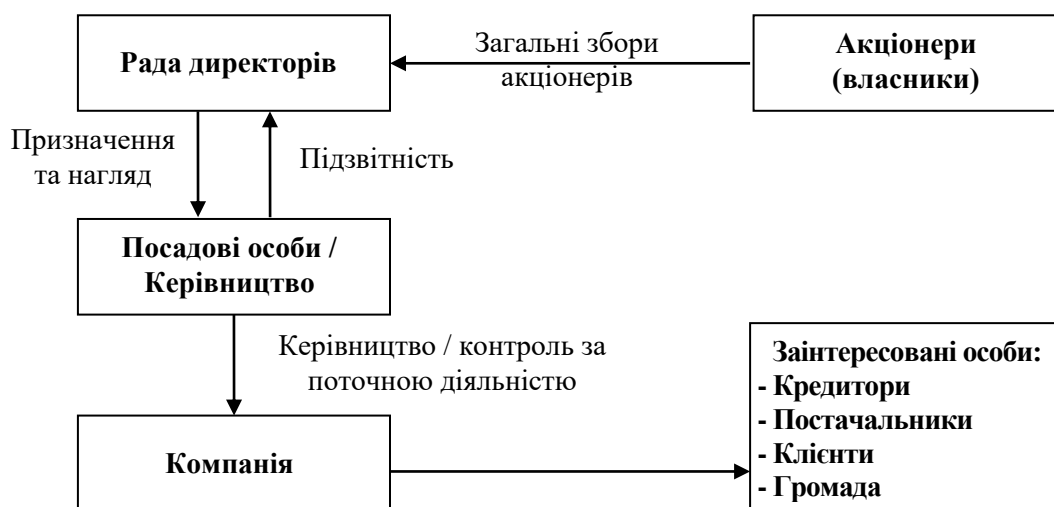 Рада директорів
Загальні збори
акціонерів
Акціонери
(власники)
Призначення
та нагляд
Підзвітність
Посадові особи /
Керівництво
Керівництво / контроль за
поточною діяльністю
Компанія
Заінтересовані особи:
- Кредитори
- Постачальники
- Клієнти
- Громада